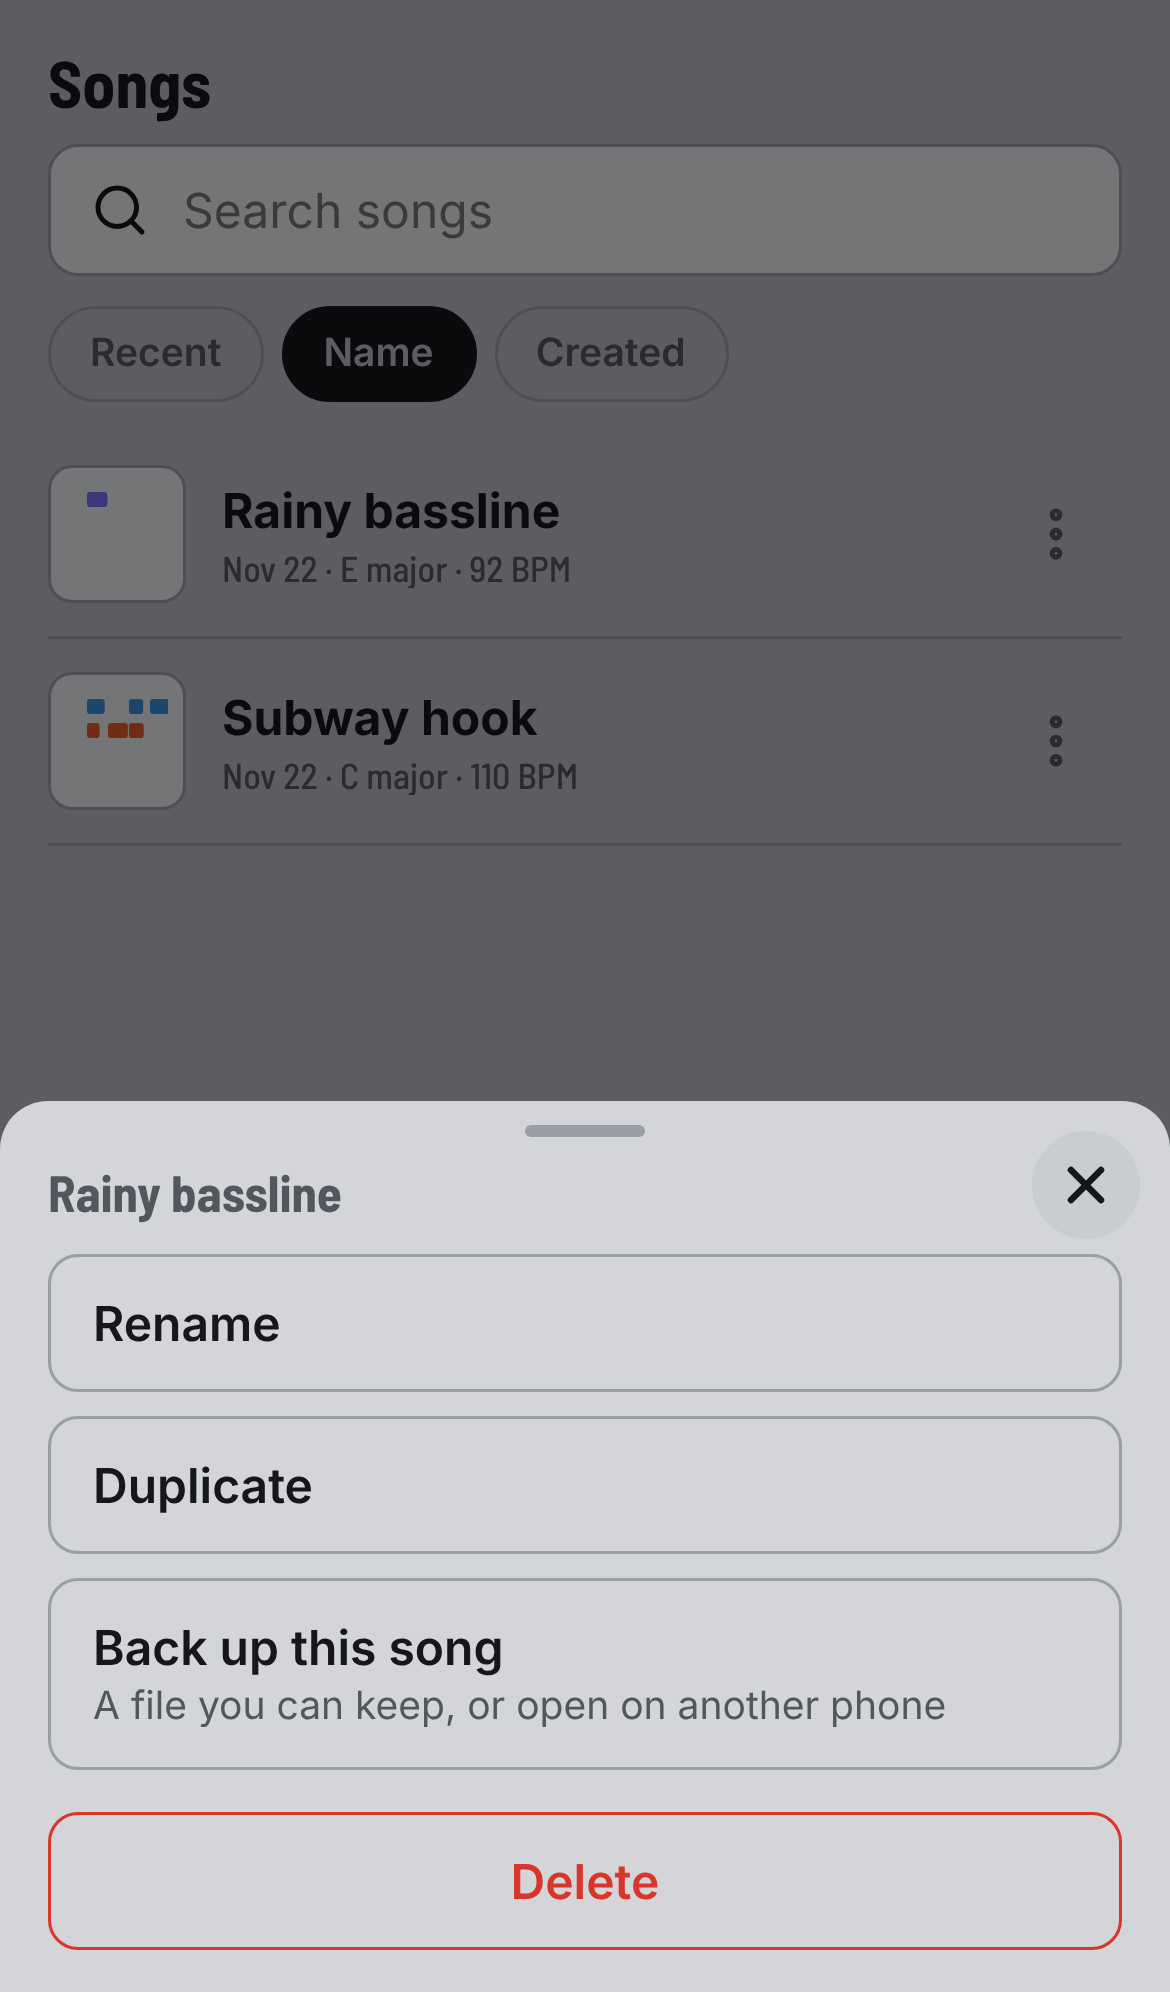 Songs
Search songs
Recent
Name
Created
Rainy bassline
Nov 22 · E major · 92 BPM
Subway hook
Nov 22 · C major · 110 BPM
Rainy bassline
Rename
Duplicate
Back up this song
A file you can keep, or open on another phone
Delete